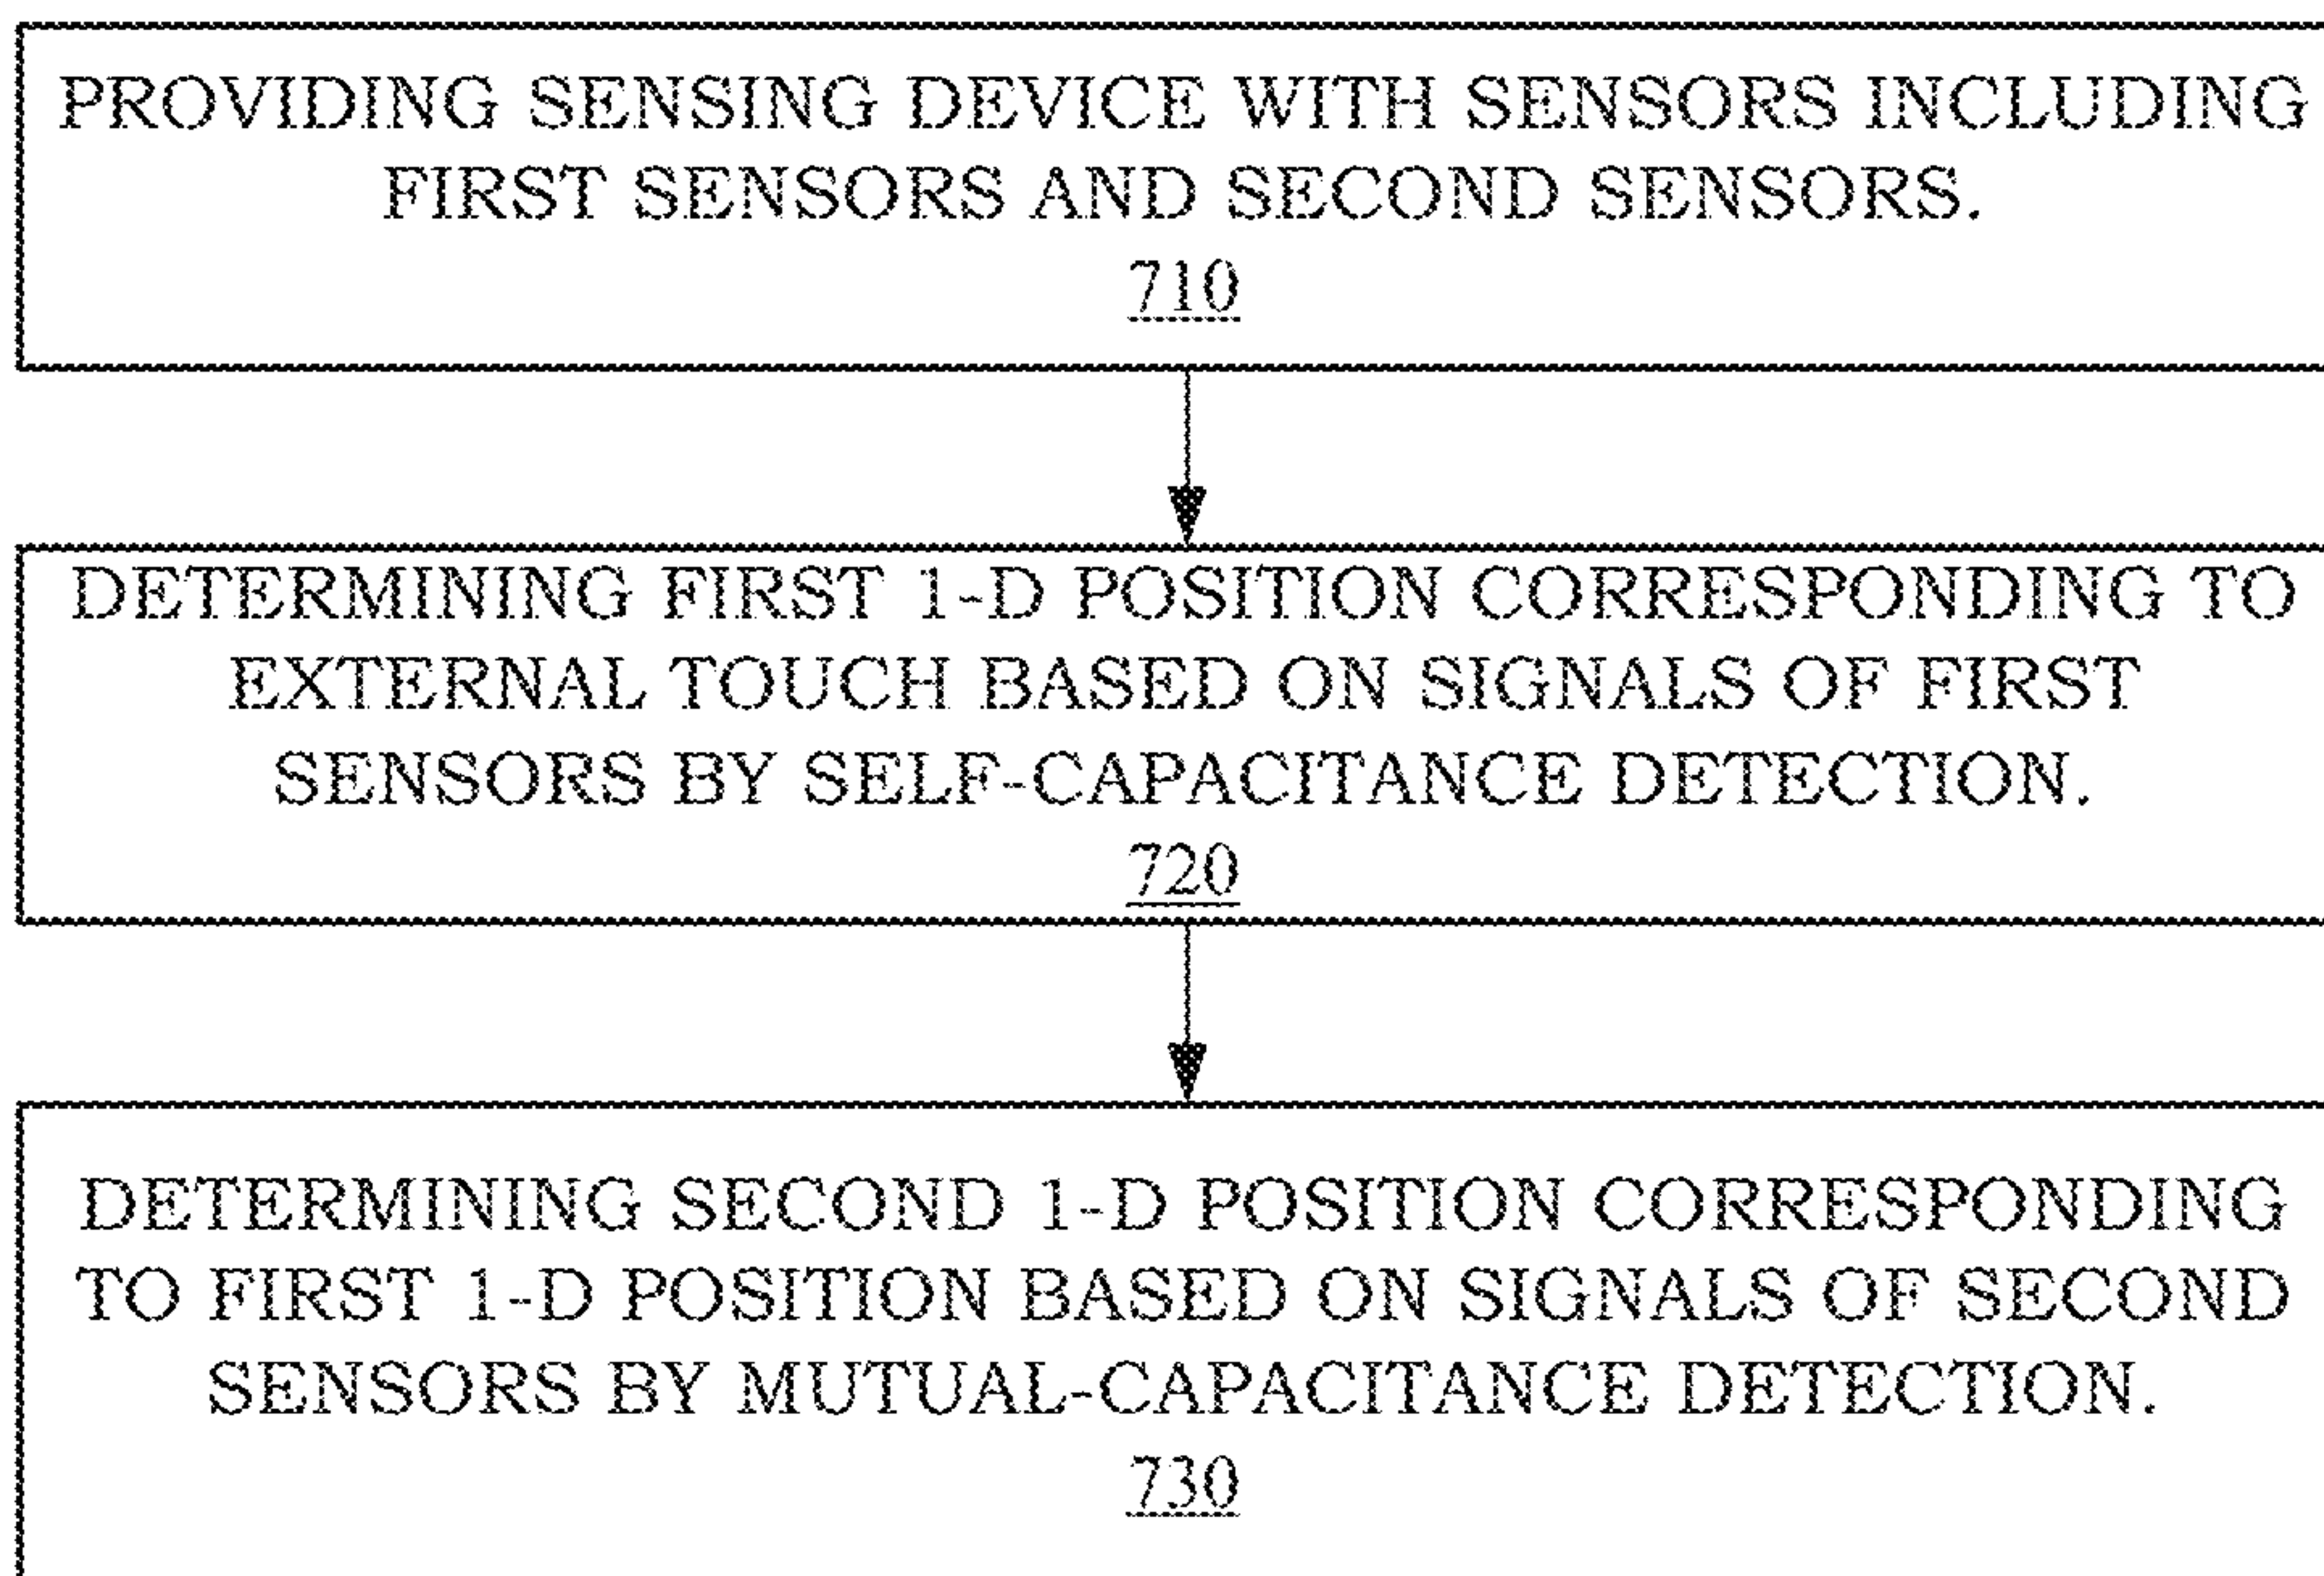 PROVIDING SENSING DEVICE WITH SENSORS INCLUDING
FIRST SENSORS AND SECOND SENSORS.
710
DETERMINING FIRST 1-D POSITION CORRESPONDING TO
EXTERNAL TOUCH BASED ON SIGNALS OF FIRST
SENSORS BY SELF-CAPACITANCE DETECTION.
720
DETERMINING SECOND 1-D POSITION CORRESPONDING
TO FIRST 1-D POSITION BASED ON SIGNALS OF SECOND
SENSORS BY MUTUAL-CAPACITANCE DETECTION.
730